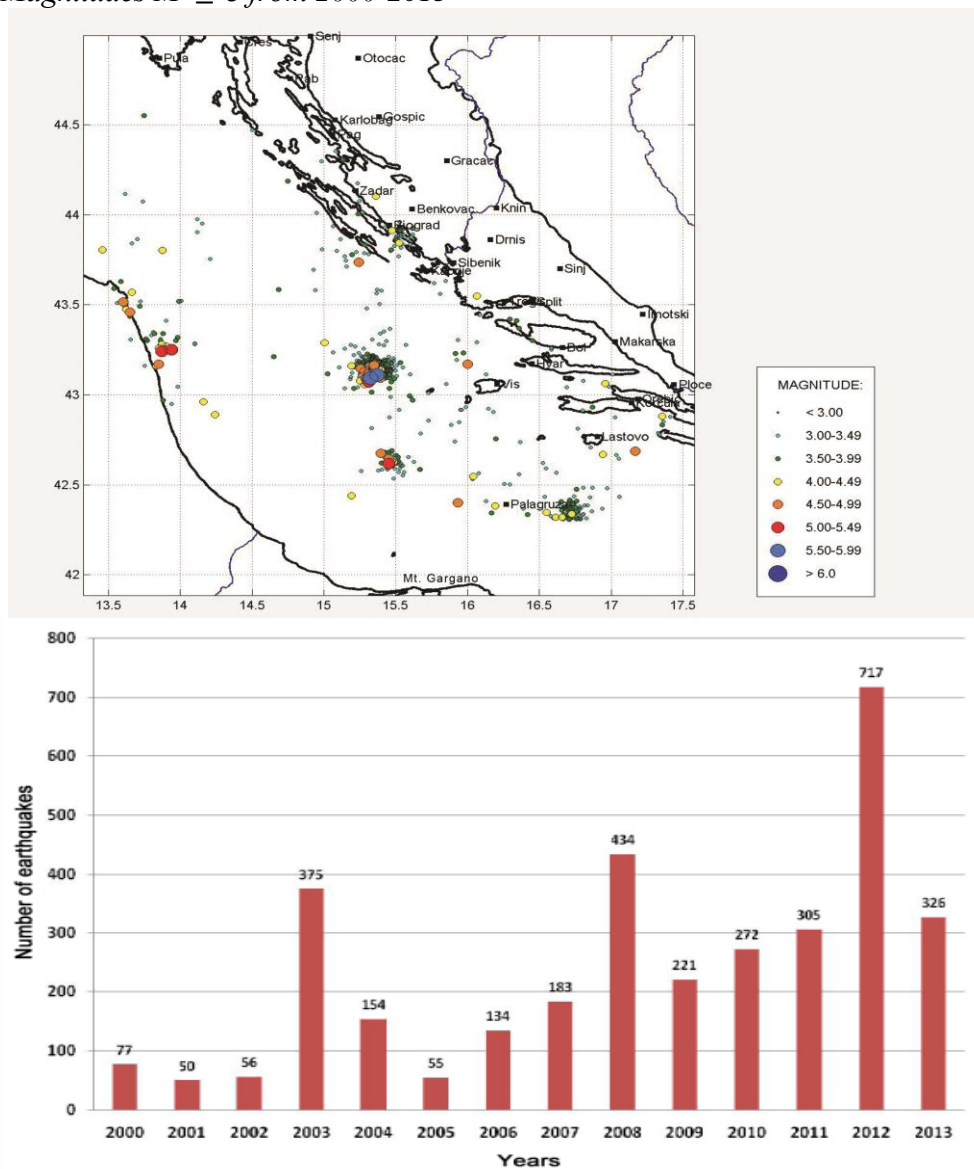 Magnitudes M ≥ 3 from 2000-2013
Cres
Senj
Pula
Otocac
Rab
Karlobag
Gospic
Pag
Gracac
Zadar
Benkovac
Knin
Biograd
Drnis
Sibenik
Sinj
Split
Imotski
Bol
Makarska
Hvar
Vis
Ploce
Korcula
Lastovo
Palagruza
Mt. Gargano
44.5
44
43.5
43
42.5
42
13.5 14 14.5 15 15.5 16 16.5 17 17.5
MAGNITUDE:
< 3.00
3.00-3.49
3.50-3.99
4.00-4.49
4.50-4.99
5.00-5.49
5.50-5.99
> 6.0
Number of earthquakes
800
700
600
500
400
300
200
100
0
77 50 56 375 154 55 134 183 434 221 272 305 717 326
2000 2001 2002 2003 2004 2005 2006 2007 2008 2009 2010 2011 2012 2013
Years